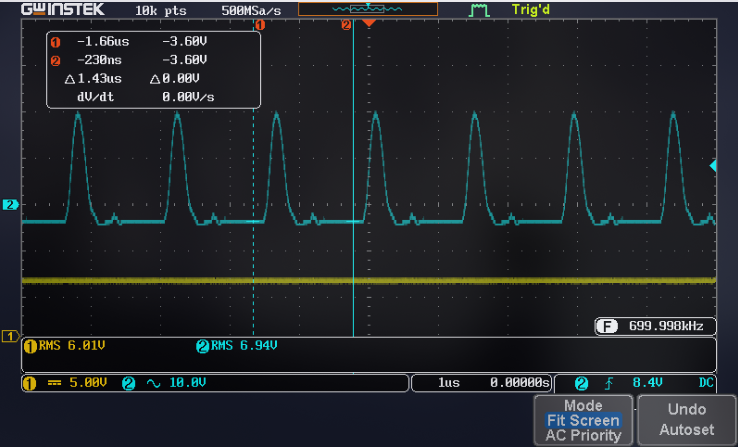 GWINSTEK 10k pts 500MSa/s Trig'd
1 2
1 -1.66us -3.60V
2 -230ns -3.60V
△1.43us △0.00V
dV/dt 0.00V/s
2
F 699.998kHz
1
1 RMS 6.01V 2 RMS 6.94V
1 5.00V 2 10.0V 1us 0.00000s 2 8.4V DC
Mode
Fit Screen
AC Priority
Undo
Autoset